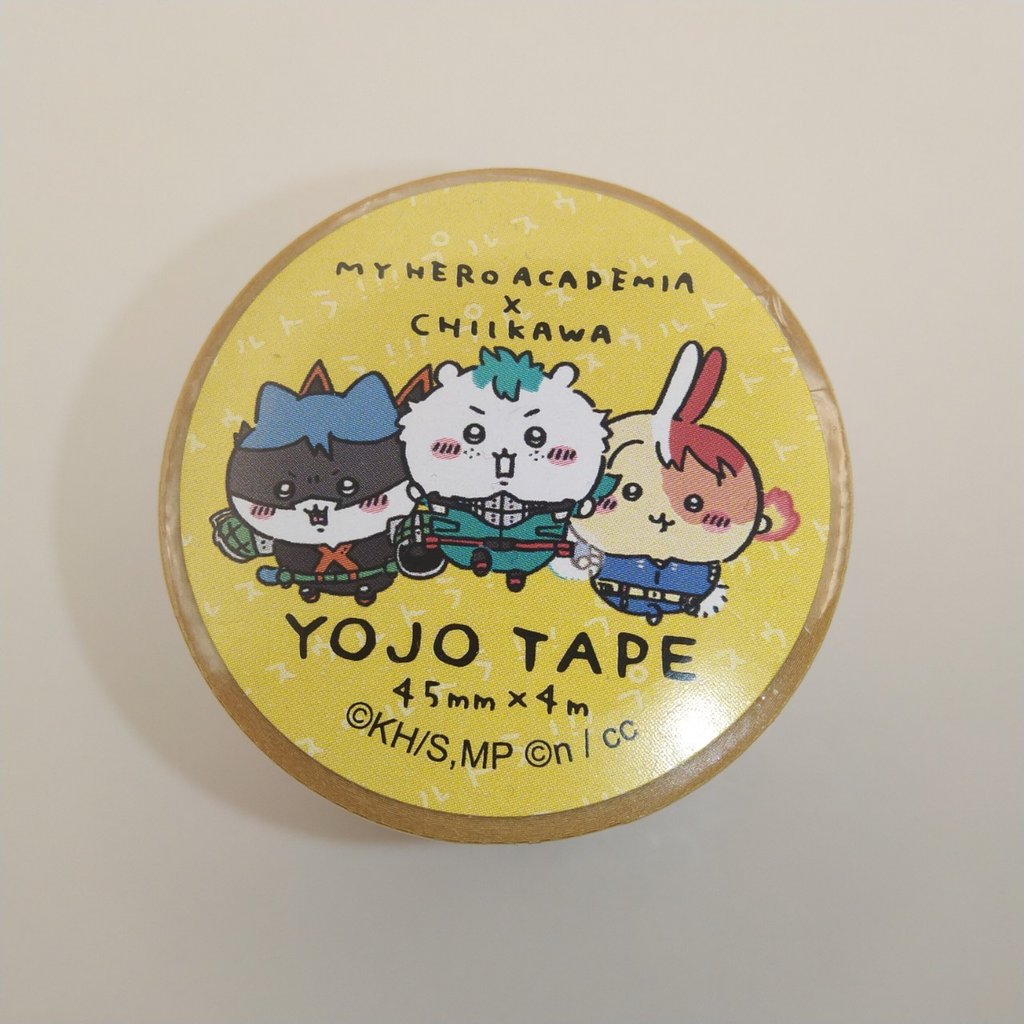 MY HERO ACADEMIA
X
CHIIKAWA
YOJO TAPE
45mm×4m
©KH/S,MP ©n / cc